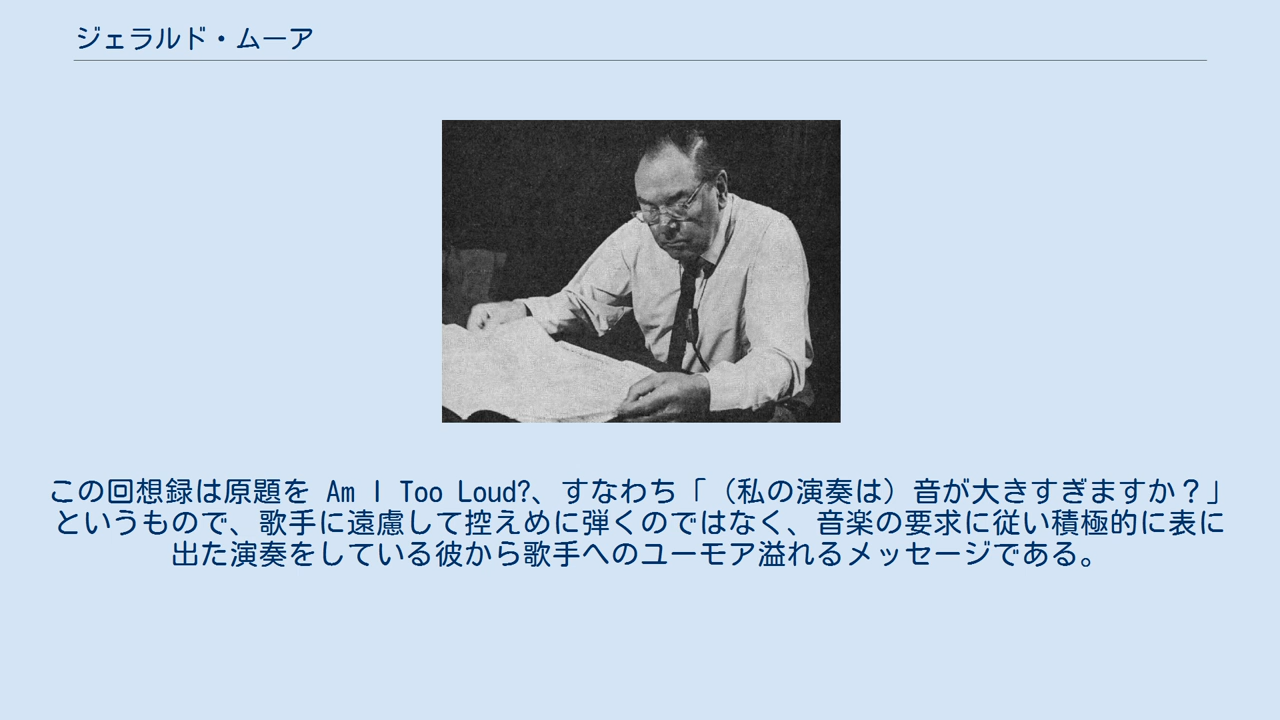 ジェラルド・ムーア
この回想録は原題を Am I Too Loud?、すなわち「（私の演奏は）音が大きすぎますか？」
というもので、歌手に遠慮して控えめに弾くのではなく、音楽の要求に従い積極的に表に
出た演奏をしている彼から歌手へのユーモア溢れるメッセージである。